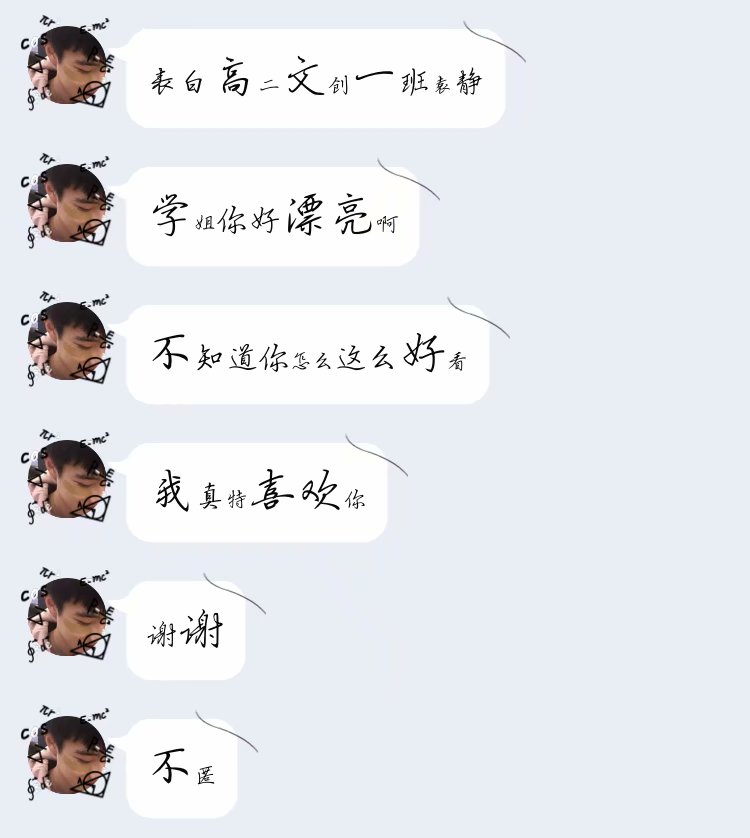 表白高二文创一班袁静
学姐你好漂亮啊
不知道你怎么这么好看
我真特喜欢你
谢谢
不匿